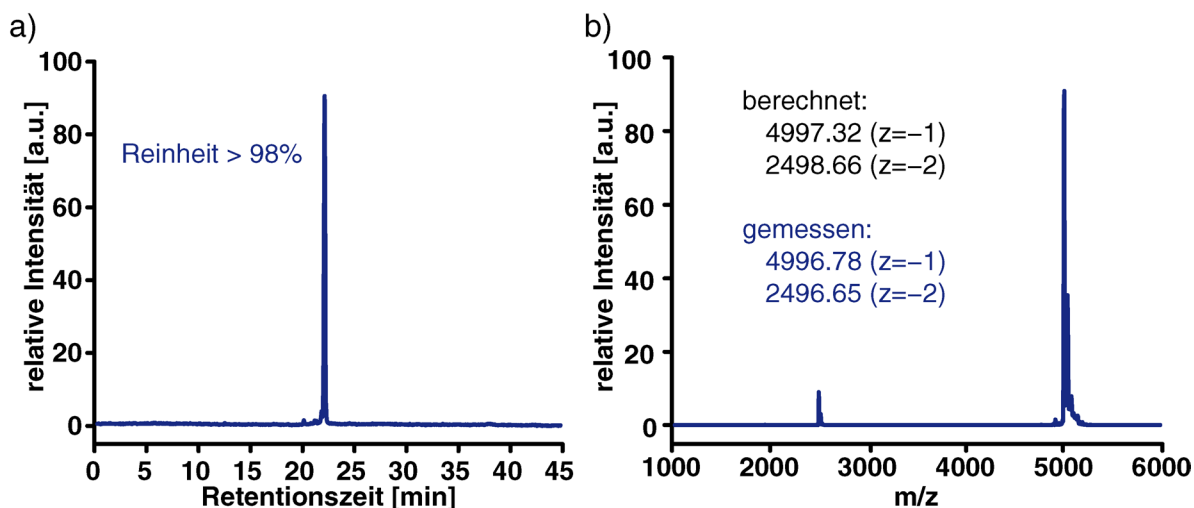 a)
100
80
60
40
20
0
relative Intensität [a.u.]
Reinheit > 98%
0 5 10 15 20 25 30 35 40 45
Retentionszeit [min]
b)
100
80
60
40
20
0
relative Intensität [a.u.]
berechnet:
4997.32 (z=−1)
2498.66 (z=−2)
gemessen:
4996.78 (z=−1)
2496.65 (z=−2)
1000 2000 3000 4000 5000 6000
m/z